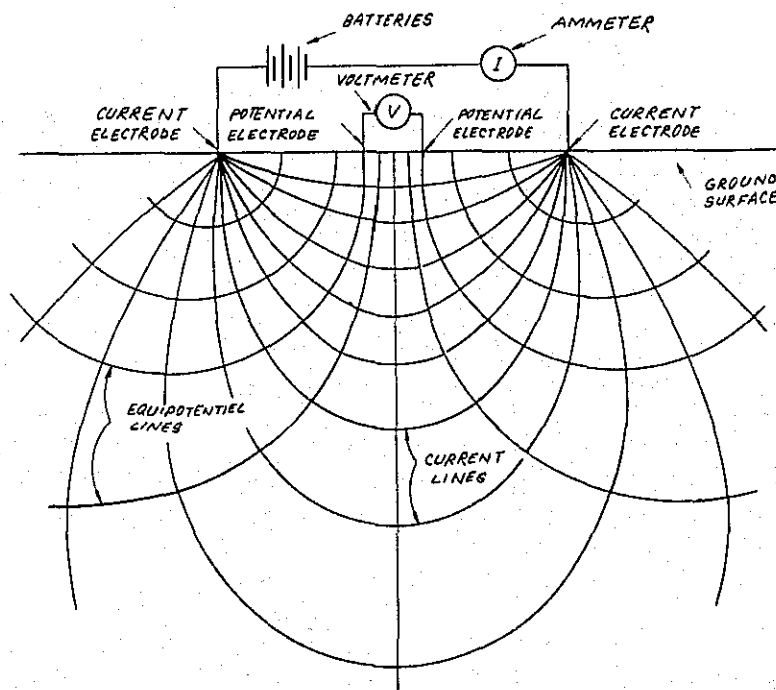 BATTERIES
AMMETER
I
VOLTMETER
V
CURRENT
ELECTRODE
POTENTIAL
ELECTRODE
POTENTIAL
ELECTRODE
CURRENT
ELECTRODE
GROUND
SURFACE
EQUIPOTENTIEL
LINES
CURRENT
LINES